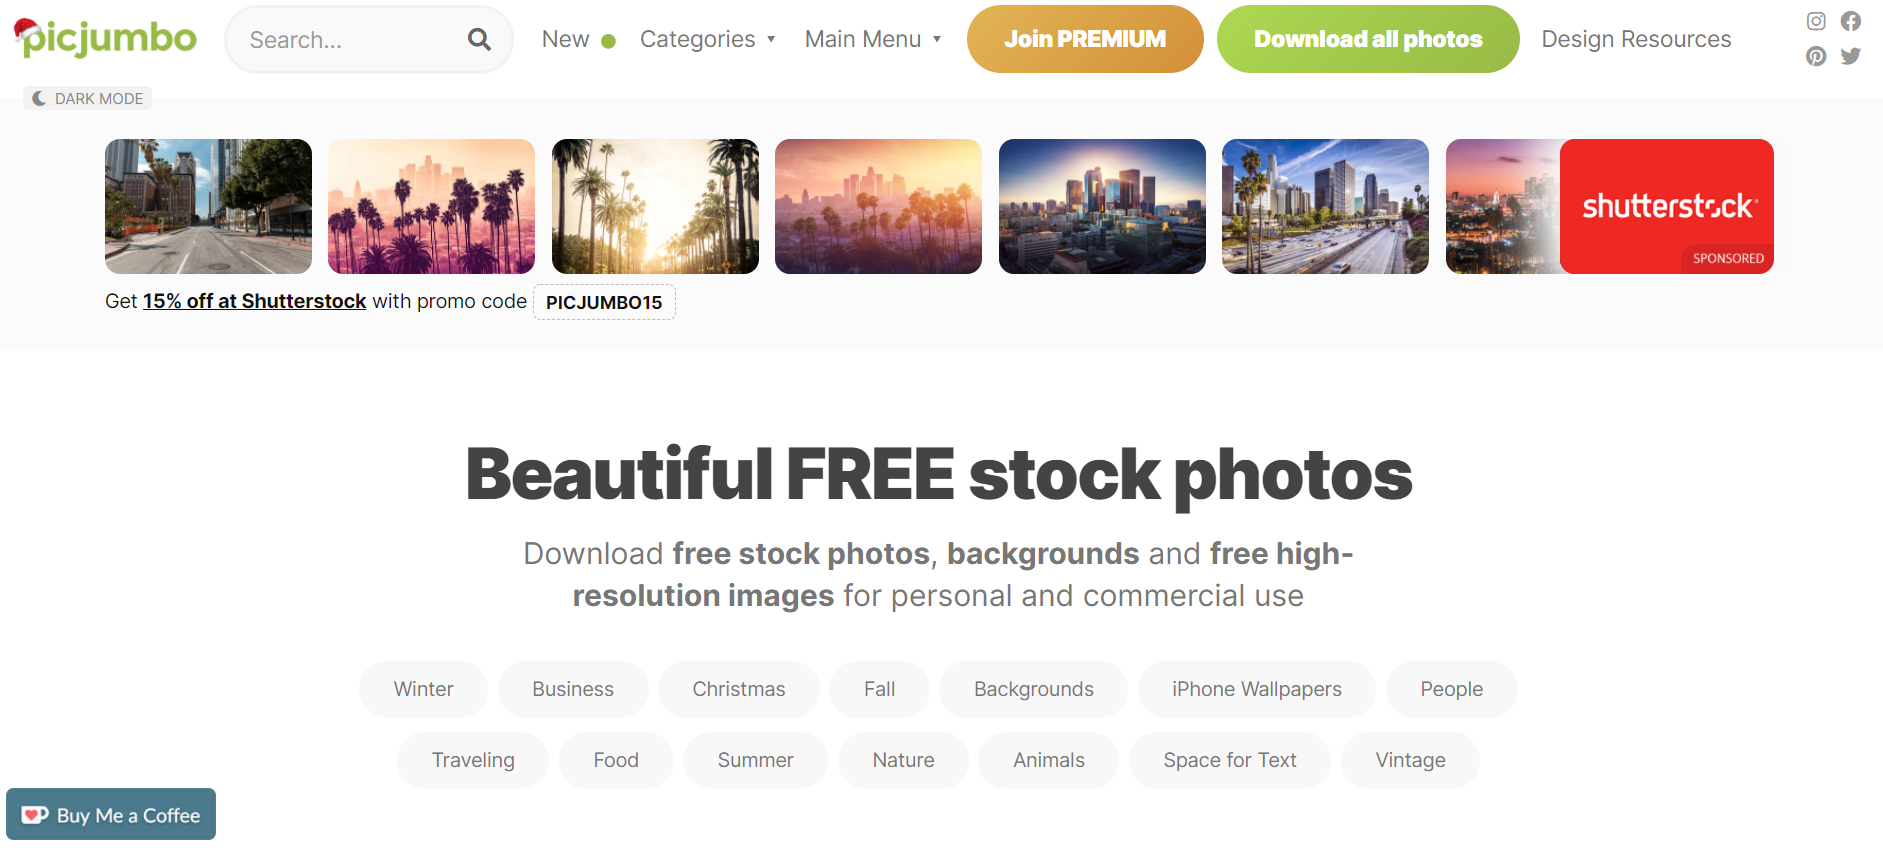 picjumbo
Search...
New
Categories
Main Menu
Join PREMIUM
Download all photos
Design Resources
DARK MODE
shutterstock
SPONSORED
Get 15% off at Shutterstock with promo code PICJUMBO15
Beautiful FREE stock photos
Download free stock photos, backgrounds and free high-
resolution images for personal and commercial use
Winter
Business
Christmas
Fall
Backgrounds
iPhone Wallpapers
People
Traveling
Food
Summer
Nature
Animals
Space for Text
Vintage
Buy Me a Coffee